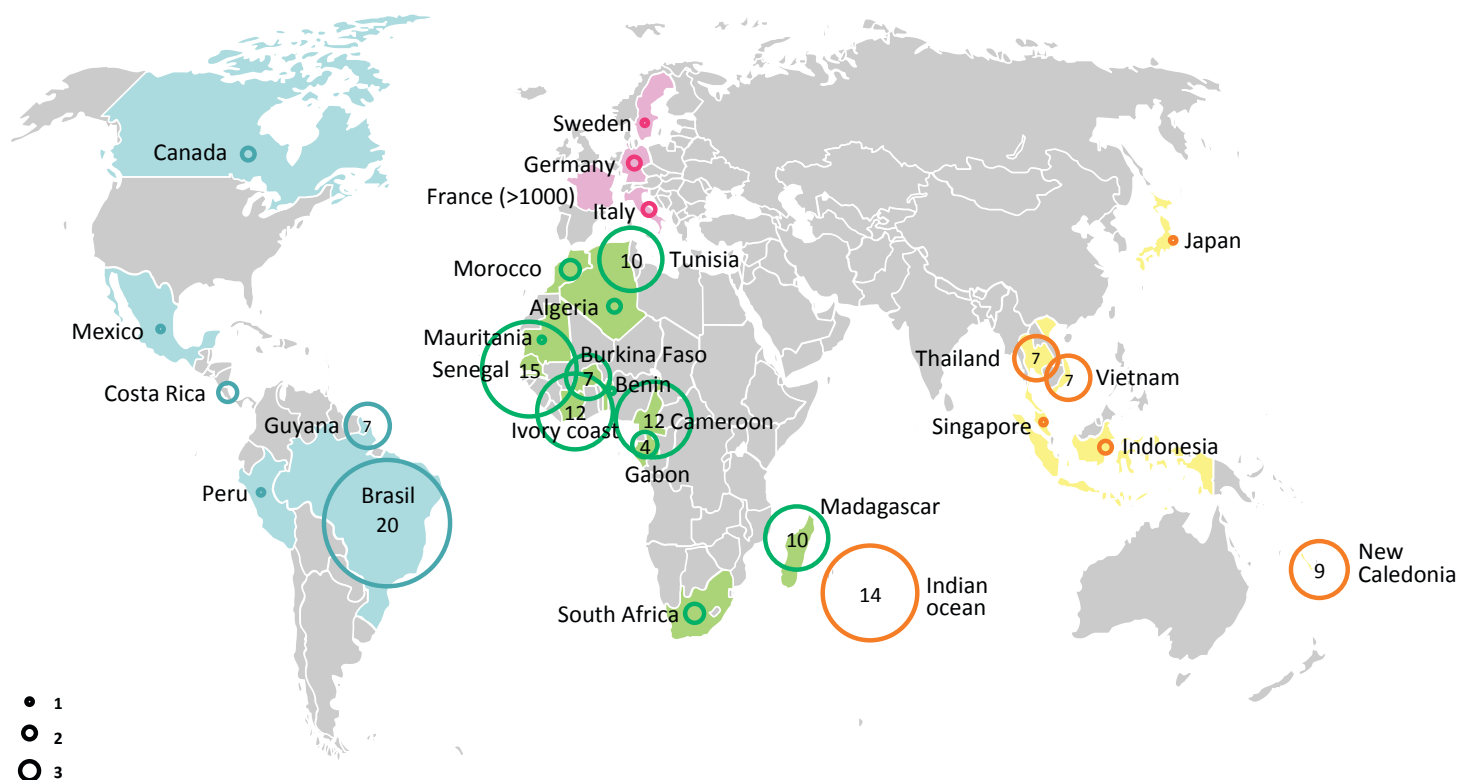 Sweden
Canada
Germany
France (>1000)
Italy
Japan
Morocco
10
Tunisia
Algeria
Mexico
Mauritania
Burkina Faso
Thailand
7
Senegal
15
7
7
Vietnam
Benin
Costa Rica
12
Guyana
7
Ivory coast
12
Cameroon
Singapore
4
Indonesia
Gabon
Peru
Brasil
20
Madagascar
10
New
Caledonia
9
14
Indian
ocean
South Africa
1
2
3